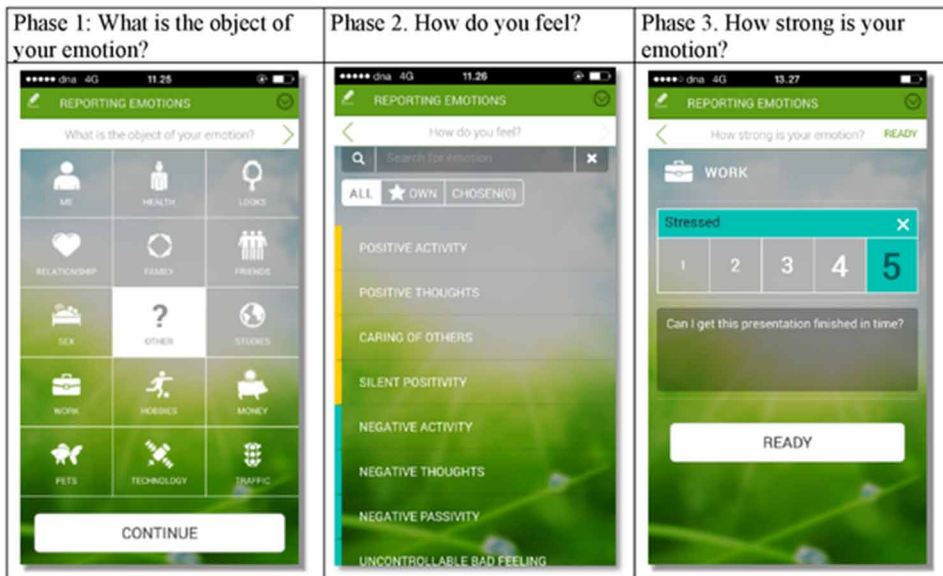 Phase 1: What is the object of
your emotion?
Phase 2. How do you feel?
Phase 3. How strong is your
emotion?
dna 4G 11.25
REPORTING EMOTIONS
What is the object of your emotion?
ME HEALTH LOOKS
RELATIONSHIP FAMILY FRIENDS
SEX ? OTHER STUDIES
WORK HOBBIES MONEY
PETS TECHNOLOGY TRAFFIC
CONTINUE
dna 4G 11.26
REPORTING EMOTIONS
How do you feel?
Search for emotion
ALL OWN CHOSEN(0)
POSITIVE ACTIVITY
POSITIVE THOUGHTS
CARING OF OTHERS
SILENT POSITIVITY
NEGATIVE ACTIVITY
NEGATIVE THOUGHTS
NEGATIVE PASSIVITY
UNCONTROLLABLE BAD FEELING
dna 4G 13.27
REPORTING EMOTIONS
How strong is your emotion? READY
WORK
Stressed
1 2 3 4 5
Can I get this presentation finished in time?
READY